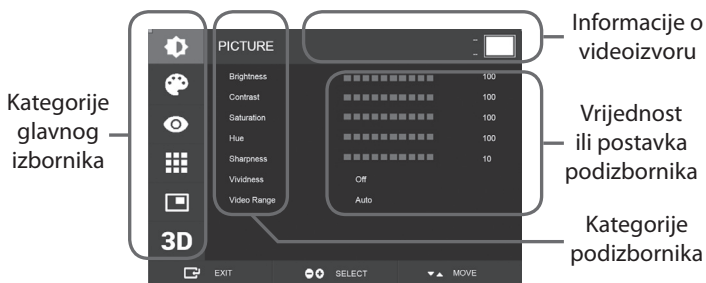 Informacije o
videoizvoru
Kategorije
glavnog
izbornika
PICTURE
Brightness 100
Contrast 100
Saturation 100
Hue 100
Sharpness 10
Vividness Off
Video Range Auto
3D
EXIT SELECT MOVE
Vrijednost
ili postavka
podizbornika
Kategorije
podizbornika